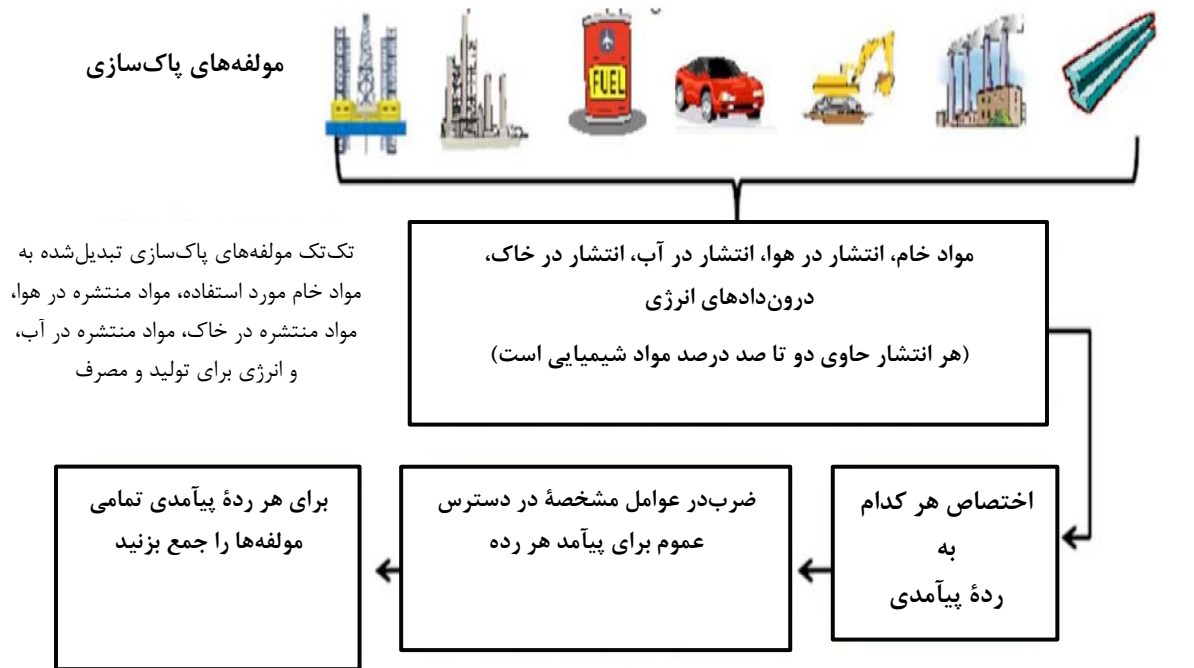 مولفه‌های پاک‌سازی
FUEL
مواد خام، انتشار در هوا، انتشار در آب، انتشار در خاک،
درون‌دادهای انرژی
(هر انتشار حاوی دو تا صد درصد مواد شیمیایی است)
تک‌تک مولفه‌های پاک‌سازی تبدیل‌شده به
مواد خام مورد استفاده، مواد منتشره در هوا،
مواد منتشره در خاک، مواد منتشره در آب،
و انرژی برای تولید و مصرف
اختصاص هر کدام
به
ردهٔ پیآمدی
ضرب‌در عوامل مشخصهٔ در دسترس
عموم برای پیآمد هر رده
برای هر ردهٔ پیآمدی تمامی
مولفه‌ها را جمع بزنید